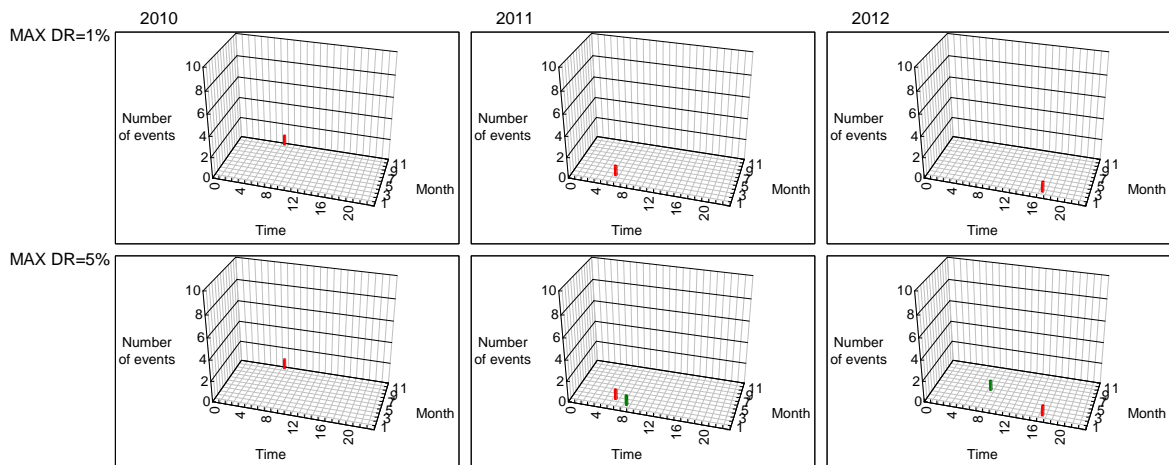 2010 2011 2012
MAX DR=1%
10
8
6
4
2
0
Number
of events
0 4 8 12 16 20
Time
1 3 5 7 9 11
Month
10
8
6
4
2
0
Number
of events
0 4 8 12 16 20
Time
1 3 5 7 9 11
Month
10
8
6
4
2
0
Number
of events
0 4 8 12 16 20
Time
1 3 5 7 9 11
Month
MAX DR=5%
10
8
6
4
2
0
Number
of events
0 4 8 12 16 20
Time
1 3 5 7 9 11
Month
10
8
6
4
2
0
Number
of events
0 4 8 12 16 20
Time
1 3 5 7 9 11
Month
10
8
6
4
2
0
Number
of events
0 4 8 12 16 20
Time
1 3 5 7 9 11
Month